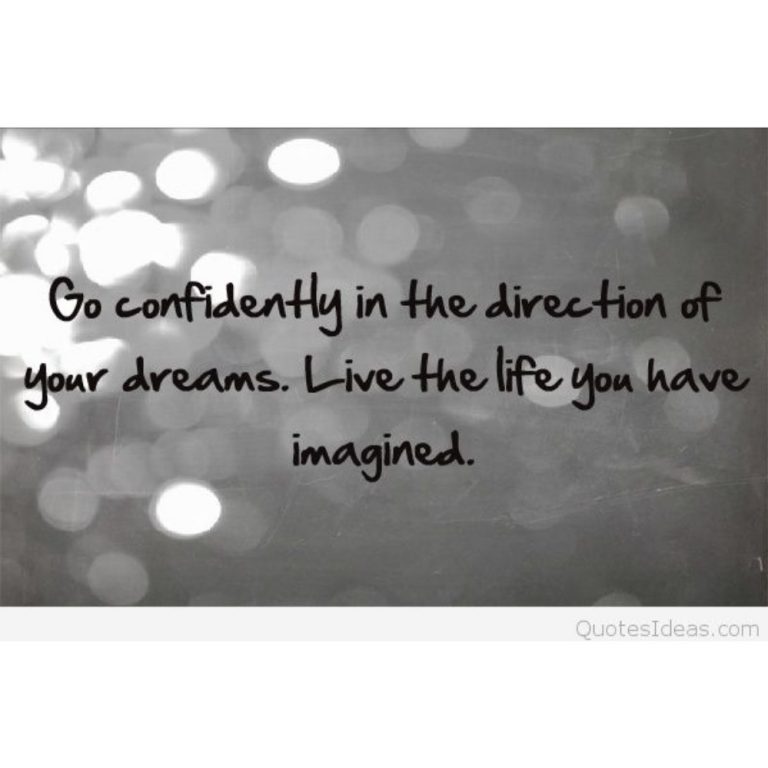 Go confidently in the direction of
your dreams. Live the life you have
imagined.
QuotesIdeas.com